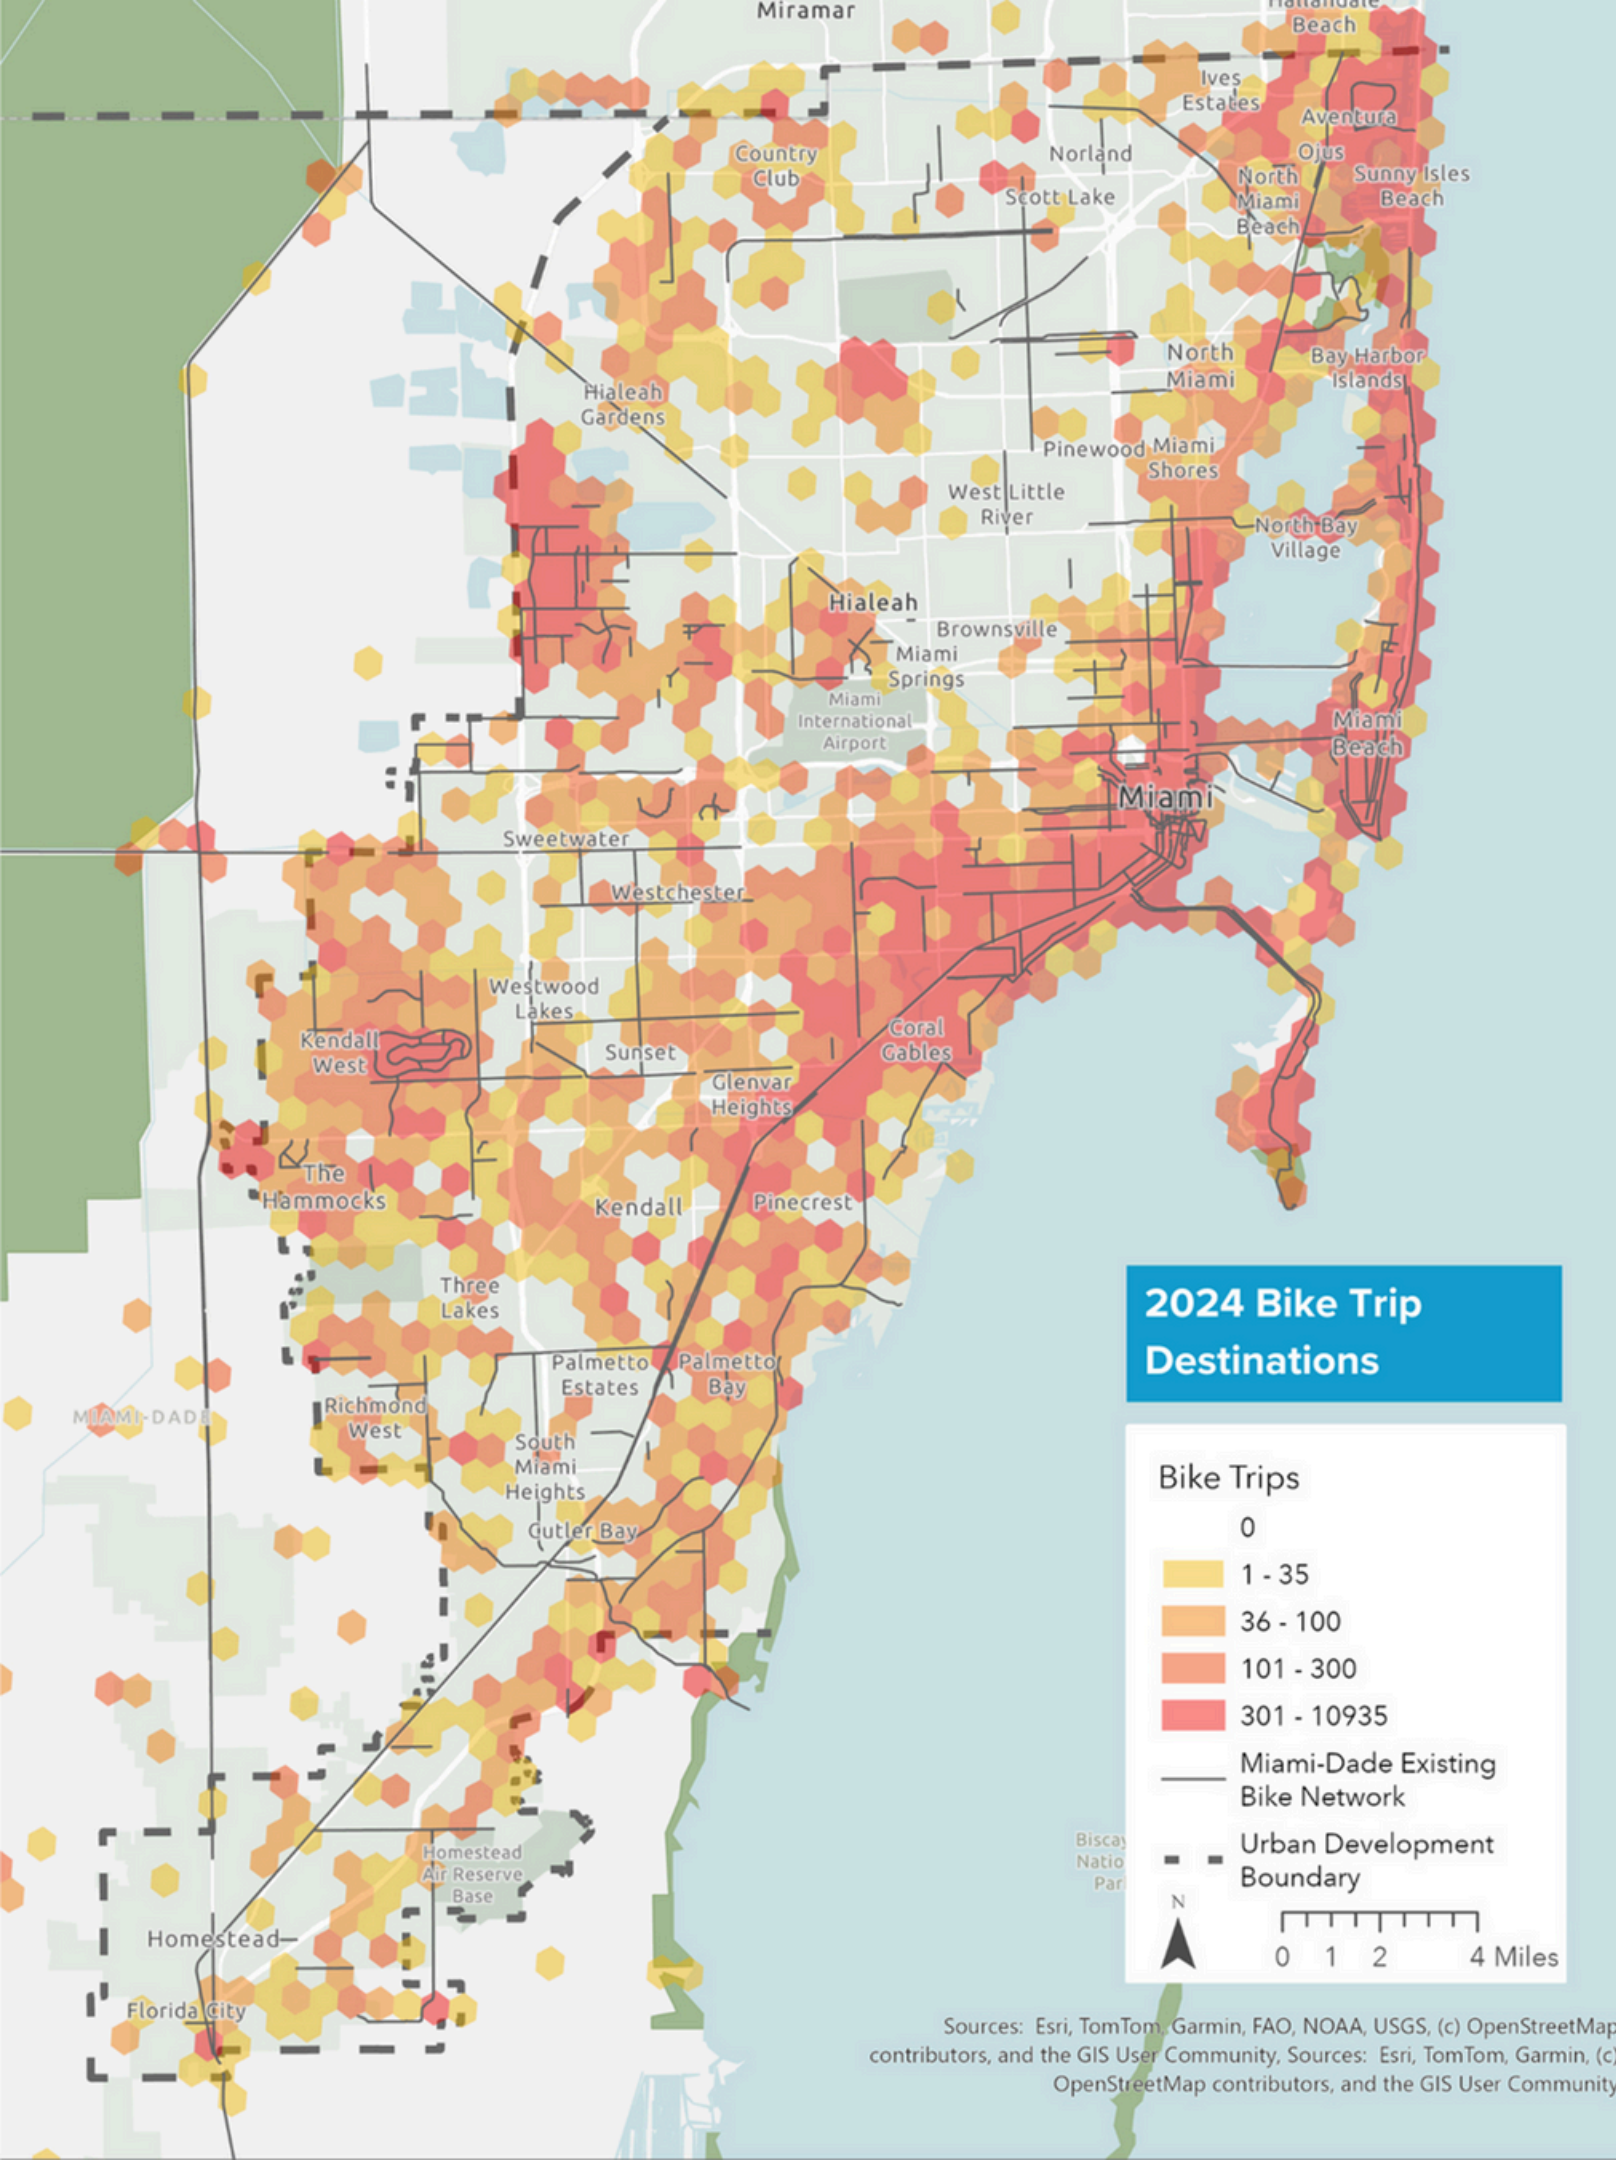 Miramar
Hallandale
Beach
Ives
Estates
Aventura
Country
Club
Norland
Ojus
Scott Lake
North
Miami
Beach
Sunny Isles
Beach
North
Miami
Bay Harbor
Islands
Hialeah
Gardens
Pinewood
Miami
Shores
West Little
River
North Bay
Village
Hialeah
Brownsville
Miami
Springs
Miami
International
Airport
Miami
Beach
Miami
Sweetwater
Westchester
Westwood
Lakes
Coral
Gables
Kendall
West
Sunset
Glenvar
Heights
The
Hammocks
Kendall
Pinecrest
Three
Lakes
2024 Bike Trip
Destinations
Palmetto
Estates
Palmetto
Bay
MIAMI-DADE
Richmond
West
South
Miami
Heights
Cutler Bay
Bike Trips
0
1 - 35
36 - 100
101 - 300
301 - 10935
Miami-Dade Existing
Bike Network
Urban Development
Boundary
Biscay
Natio
Par
N
0 1 2 4 Miles
Homestead
Air Reserve
Base
Homestead
Florida City
Sources: Esri, TomTom, Garmin, FAO, NOAA, USGS, (c) OpenStreetMap
contributors, and the GIS User Community, Sources: Esri, TomTom, Garmin, (c)
OpenStreetMap contributors, and the GIS User Community